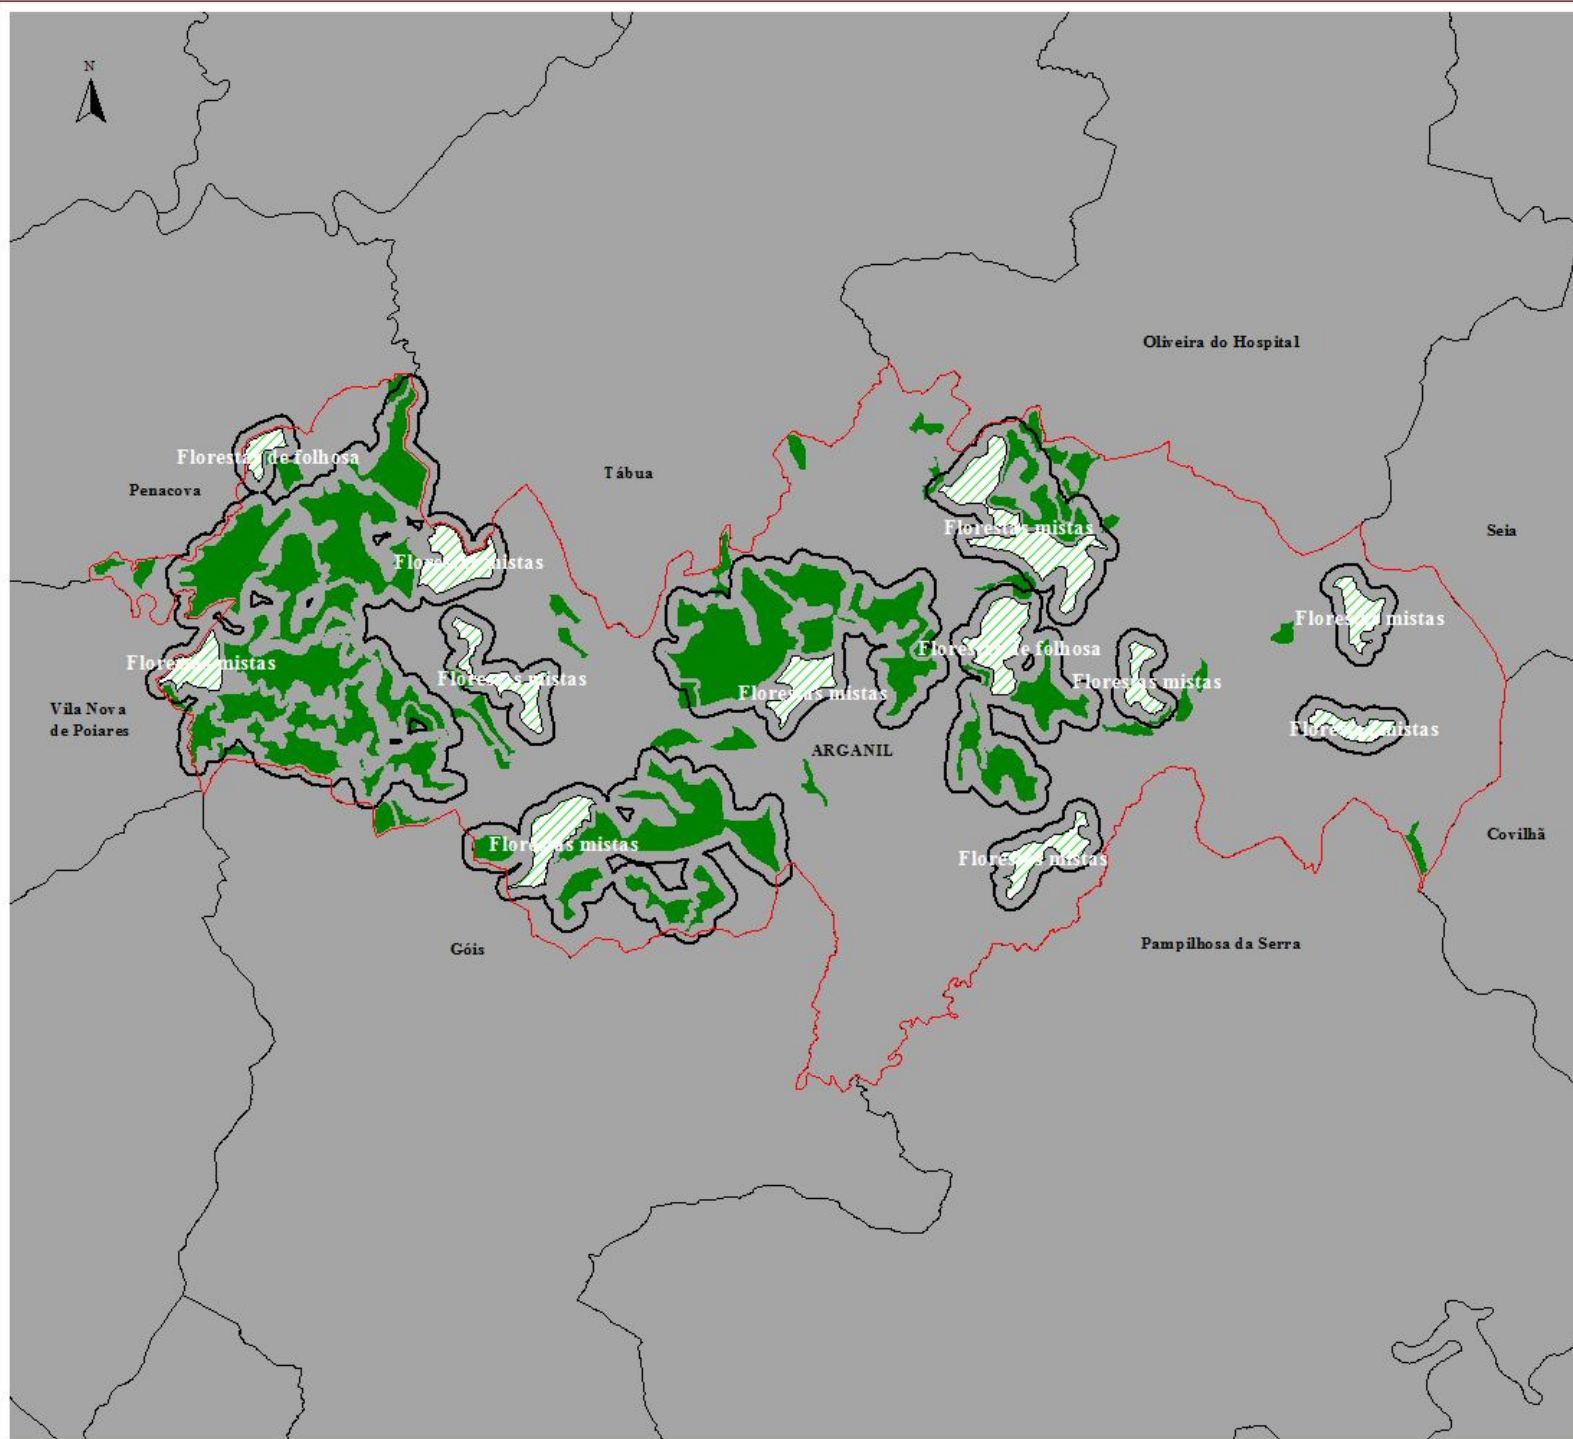 N
Oliveira do Hospital
Florestas de folhosa
Tábua
Penacova
Florestas mistas
Seia
Florestas mistas
Florestas mistas
Florestas de folhosa
Florestas mistas
Florestas mistas
Florestas mistas
Florestas mistas
Vila Nova
de Poiares
Florestas mistas
Florestas mistas
ARGANIL
Covilhã
Florestas mistas
Florestas mistas
Góis
Pampilhosa da Serra